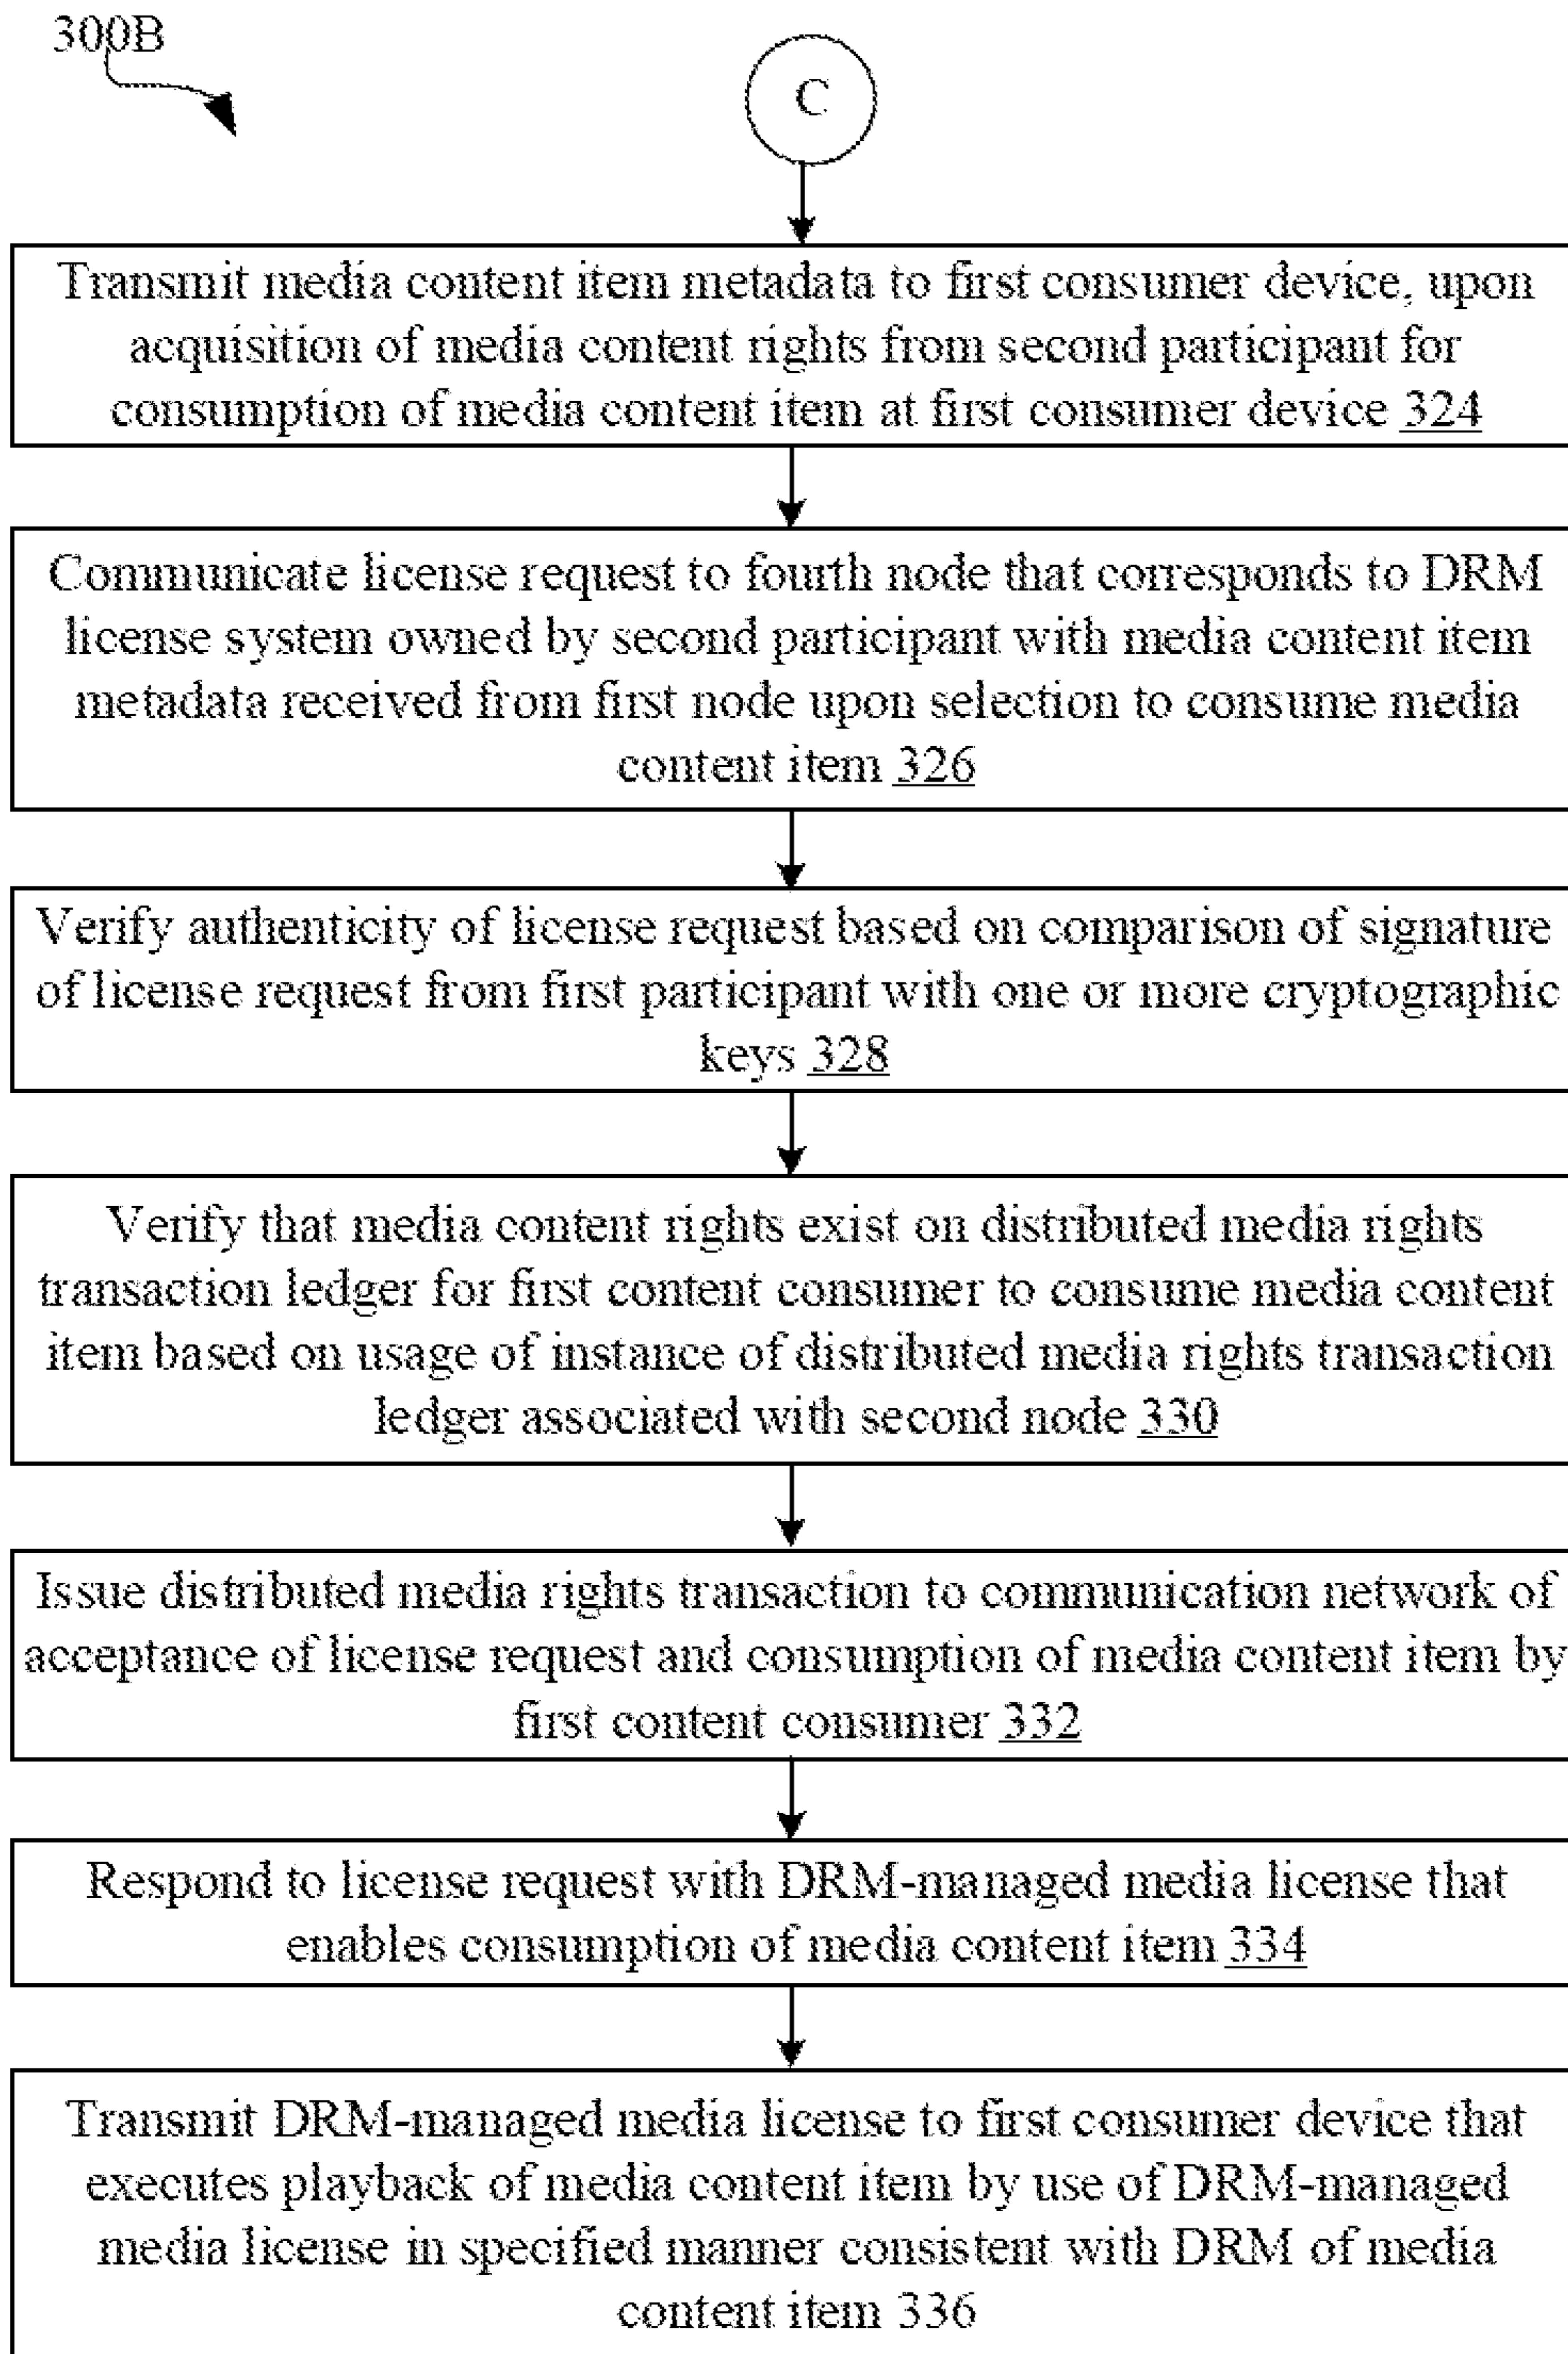 300B
C
Transmit media content item metadata to first consumer device, upon
acquisition of media content rights from second participant for
consumption of media content item at first consumer device 324
Communicate license request to fourth node that corresponds to DRM
license system owned by second participant with media content item
metadata received from first node upon selection to consume media
content item 326
Verify authenticity of license request based on comparison of signature
of license request from first participant with one or more cryptographic
keys 328
Verify that media content rights exist on distributed media rights
transaction ledger for first content consumer to consume media content
item based on usage of instance of distributed media rights transaction
ledger associated with second node 330
Issue distributed media rights transaction to communication network of
acceptance of license request and consumption of media content item by
first content consumer 332
Respond to license request with DRM-managed media license that
enables consumption of media content item 334
Transmit DRM-managed media license to first consumer device that
executes playback of media content item by use of DRM-managed
media license in specified manner consistent with DRM of media
content item 336